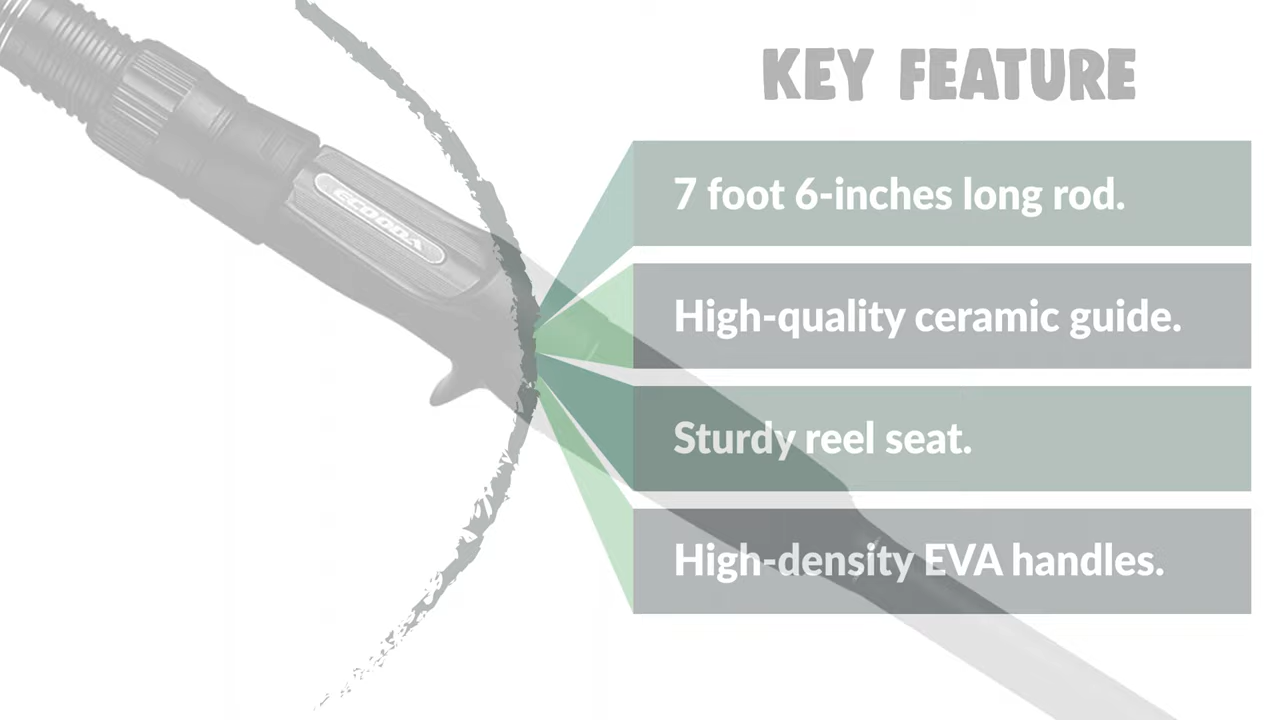 KEY FEATURE
7 foot 6-inches long rod.
High-quality ceramic guide.
Sturdy reel seat.
High-density EVA handles.
ECOODA